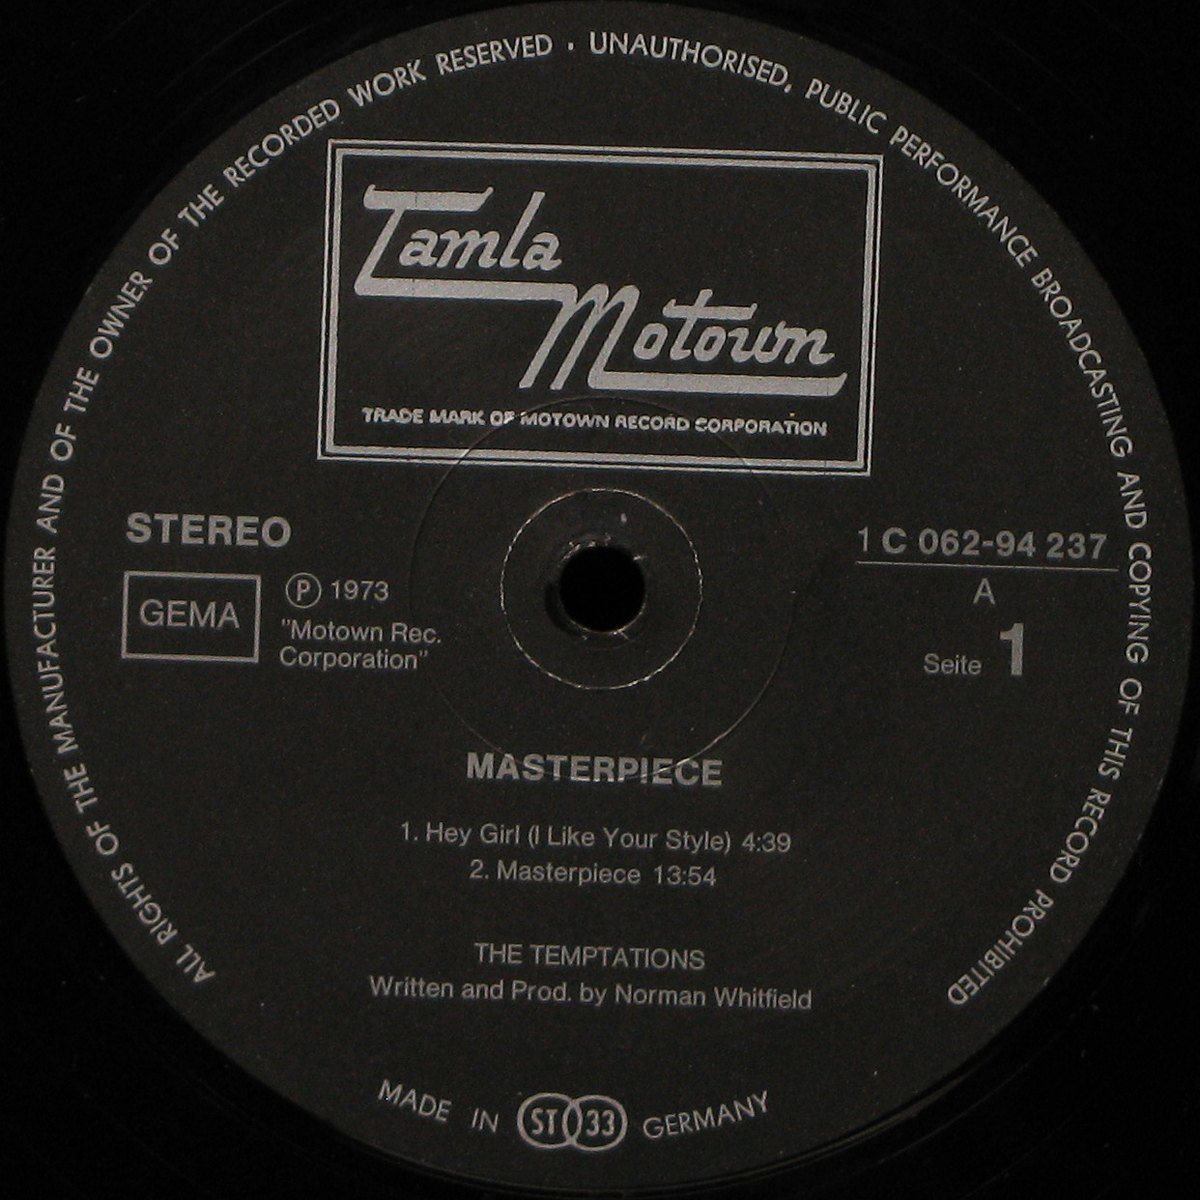 ALL RIGHTS OF THE MANUFACTURER AND OF THE OWNER OF THE RECORDED WORK RESERVED · UNAUTHORISED, PUBLIC PERFORMANCE BROADCASTING AND COPYING OF THIS RECORD PROHIBITED
Tamla
Motown
TRADE MARK OF MOTOWN RECORD CORPORATION
STEREO
GEMA
Ⓟ 1973
"Motown Rec.
Corporation"
1 C 062-94 237
A
Seite 1
MASTERPIECE
1. Hey Girl (I Like Your Style) 4:39
2. Masterpiece 13:54
THE TEMPTATIONS
Written and Prod. by Norman Whitfield
MADE IN ST 33 GERMANY